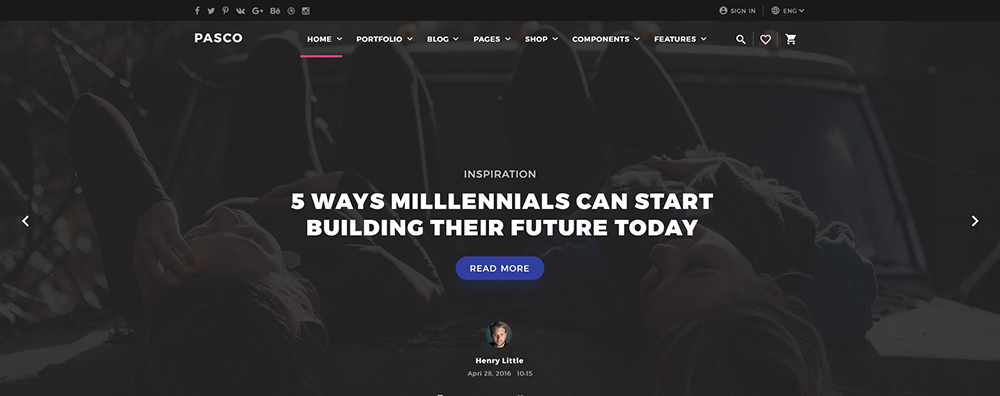 SIGN IN ENG
PASCO HOME PORTFOLIO BLOG PAGES SHOP COMPONENTS FEATURES
INSPIRATION
5 WAYS MILLLENNIALS CAN START
BUILDING THEIR FUTURE TODAY
READ MORE
Henry Little
Apri 28, 2016 10:15